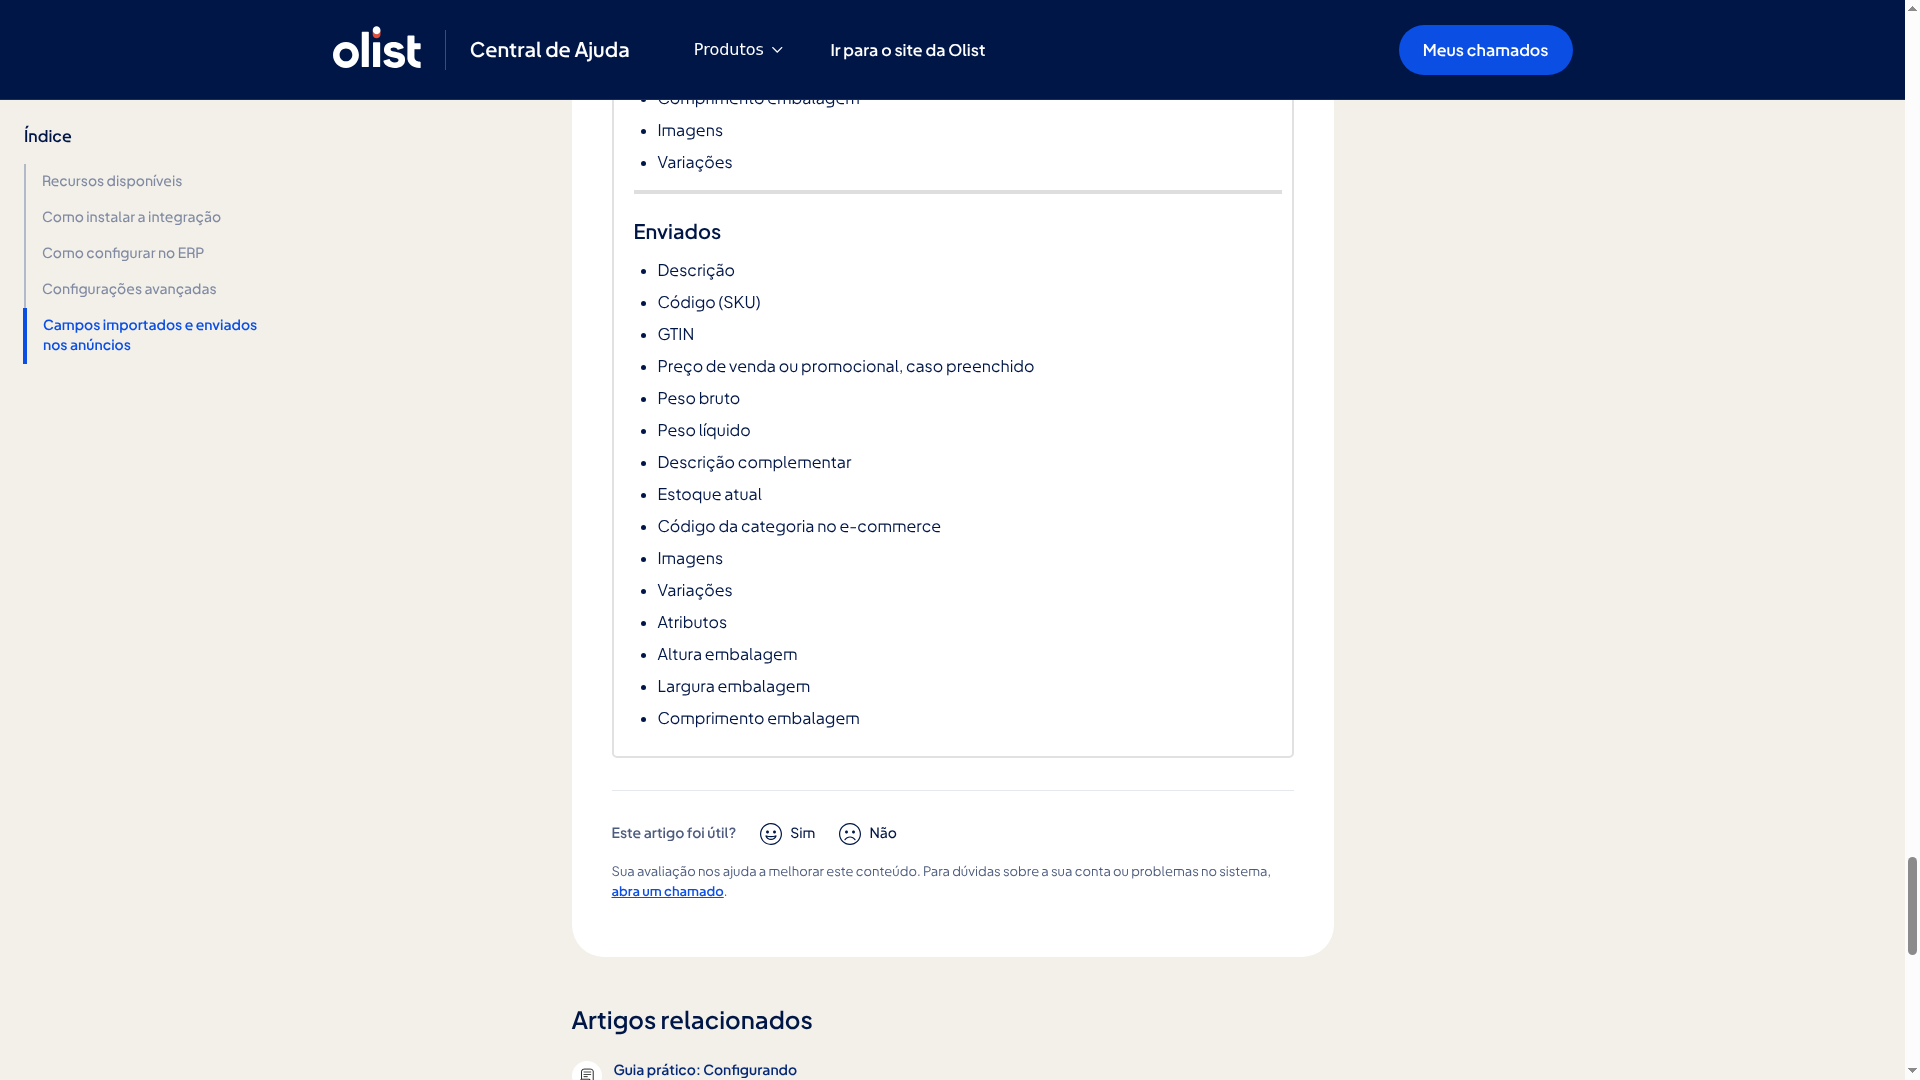 olist
Central de Ajuda
Produtos
Ir para o site da Olist
Meus chamados
Índice
Recursos disponíveis
Como instalar a integração
Como configurar no ERP
Configurações avançadas
Campos importados e enviados
nos anúncios
Comprimento embalagem
Imagens
Variações
Enviados
Descrição
Código (SKU)
GTIN
Preço de venda ou promocional, caso preenchido
Peso bruto
Peso líquido
Descrição complementar
Estoque atual
Código da categoria no e-commerce
Imagens
Variações
Atributos
Altura embalagem
Largura embalagem
Comprimento embalagem
Este artigo foi útil?
Sim
Não
Sua avaliação nos ajuda a melhorar este conteúdo. Para dúvidas sobre a sua conta ou problemas no sistema,
abra um chamado.
Artigos relacionados
Guia prático: Configurando